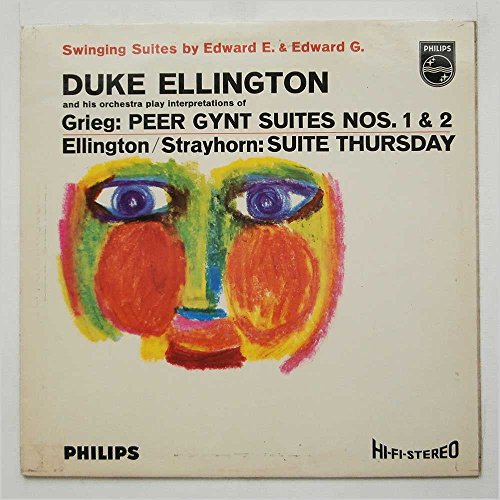 Swinging Suites by Edward E. & Edward G.
PHILIPS
DUKE ELLINGTON
and his orchestra play interpretations of
Grieg: PEER GYNT SUITES NOS. 1 & 2
Ellington/Strayhorn: SUITE THURSDAY
PHILIPS
HI-FI-STEREO